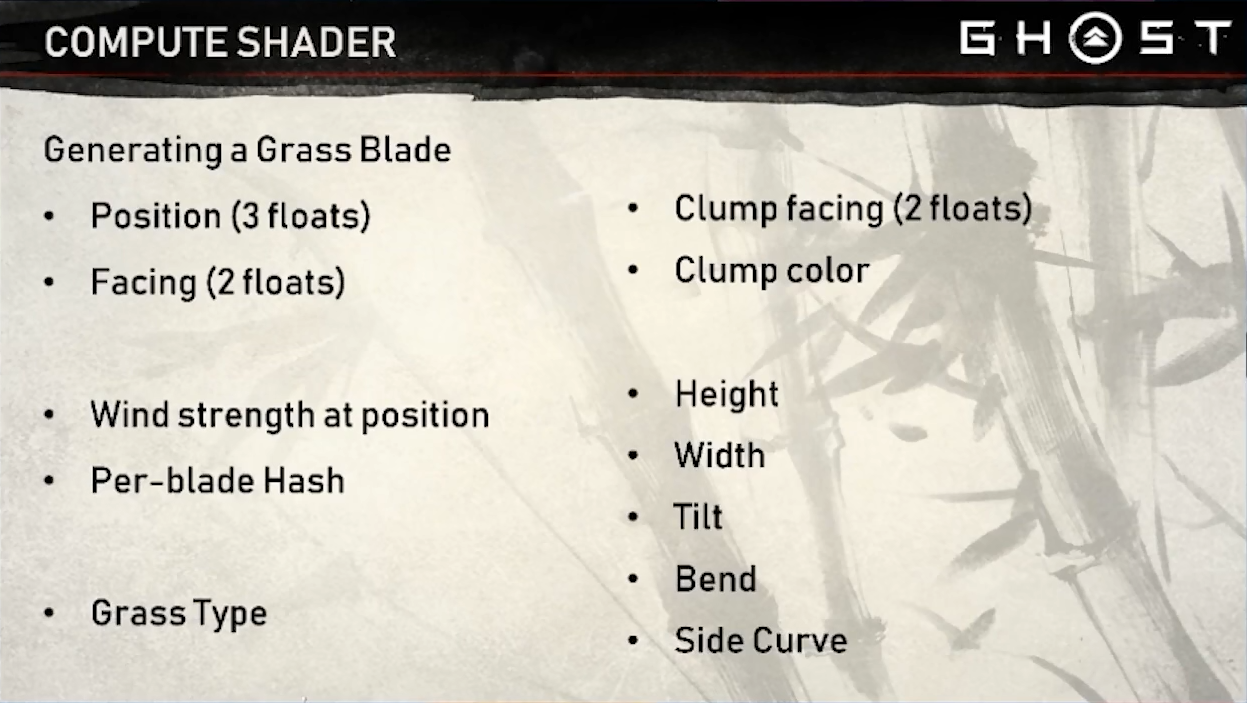 COMPUTE SHADER
GHOST
Generating a Grass Blade
• Position (3 floats)
• Facing (2 floats)
• Wind strength at position
• Per-blade Hash
• Grass Type
• Clump facing (2 floats)
• Clump color
• Height
• Width
• Tilt
• Bend
• Side Curve